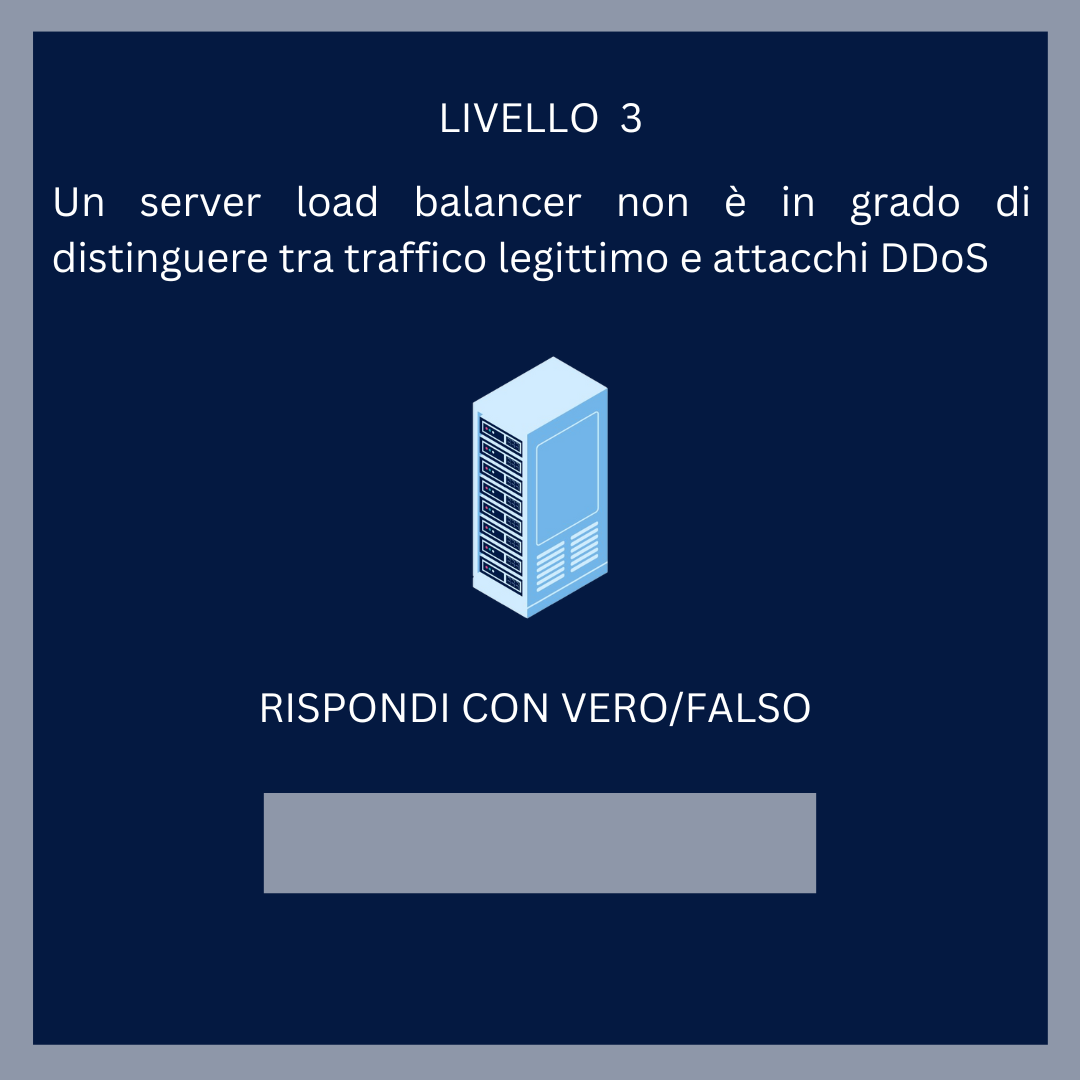 LIVELLO 3
Un server load balancer non è in grado di
distinguere tra traffico legittimo e attacchi DDoS
RISPONDI CON VERO/FALSO